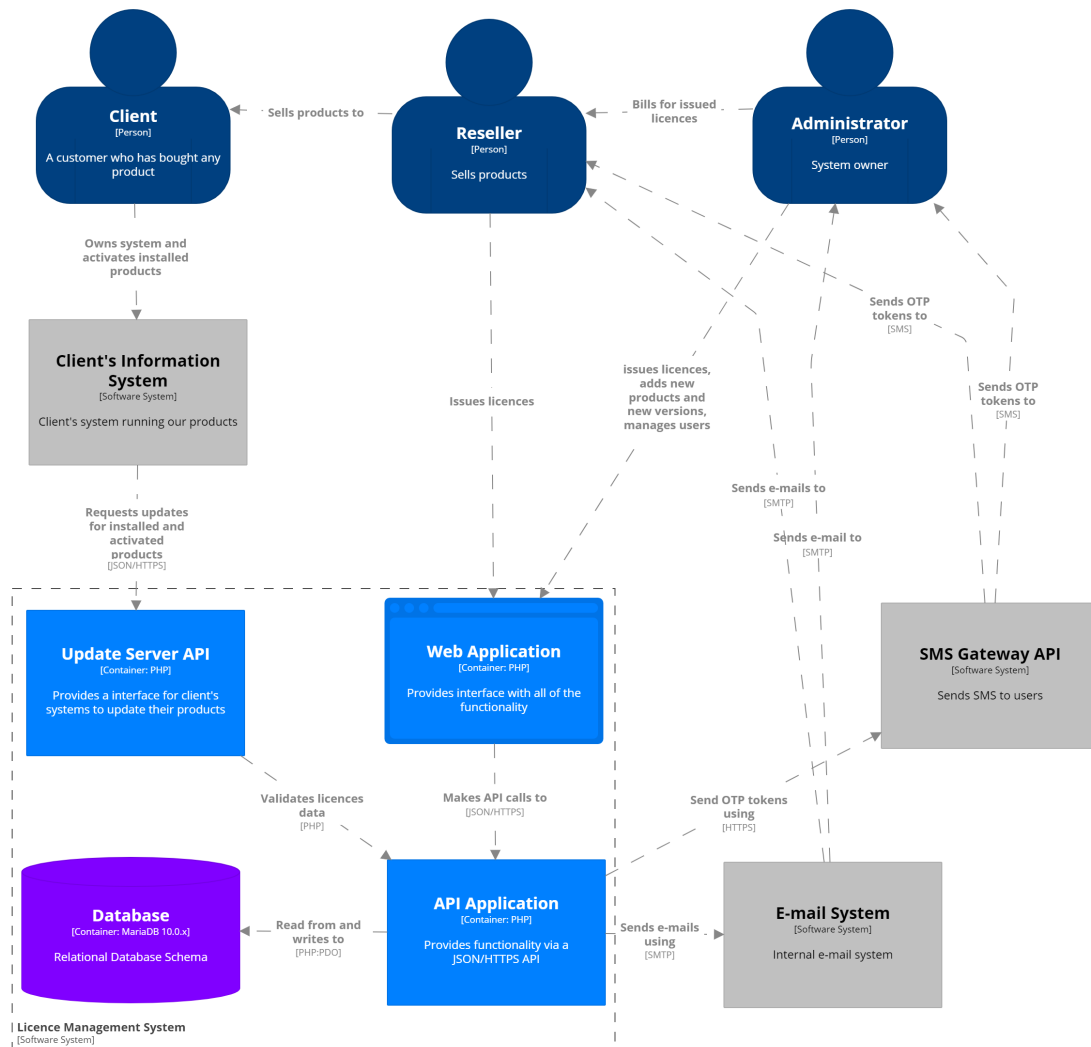 Client
[Person]
A customer who has bought any
product
Sells products to
Reseller
[Person]
Sells products
Bills for issued
licences
Administrator
[Person]
System owner
Owns system and
activates installed
products
Sends OTP
tokens to
[SMS]
Client's Information
System
[Software System]
Client's system running our products
Issues licences
issues licences,
adds new
products and
new versions,
manages users
Sends OTP
tokens to
[SMS]
Requests updates
for installed and
activated
products
[JSON/HTTPS]
Sends e-mails to
[SMTP]
Sends e-mail to
[SMTP]
Update Server API
[Container: PHP]
Provides a interface for client's
systems to update their products
Web Application
[Container: PHP]
Provides interface with all of the
functionality
SMS Gateway API
[Software System]
Sends SMS to users
Validates licences
data
[PHP]
Makes API calls to
[JSON/HTTPS]
Send OTP tokens
using
[HTTPS]
Database
[Container: MariaDB 10.0.x]
Relational Database Schema
Read from and
writes to
[PHP:PDO]
API Application
[Container: PHP]
Provides functionality via a
JSON/HTTPS API
Sends e-mails
using
[SMTP]
E-mail System
[Software System]
Internal e-mail system
Licence Management System
[Software System]